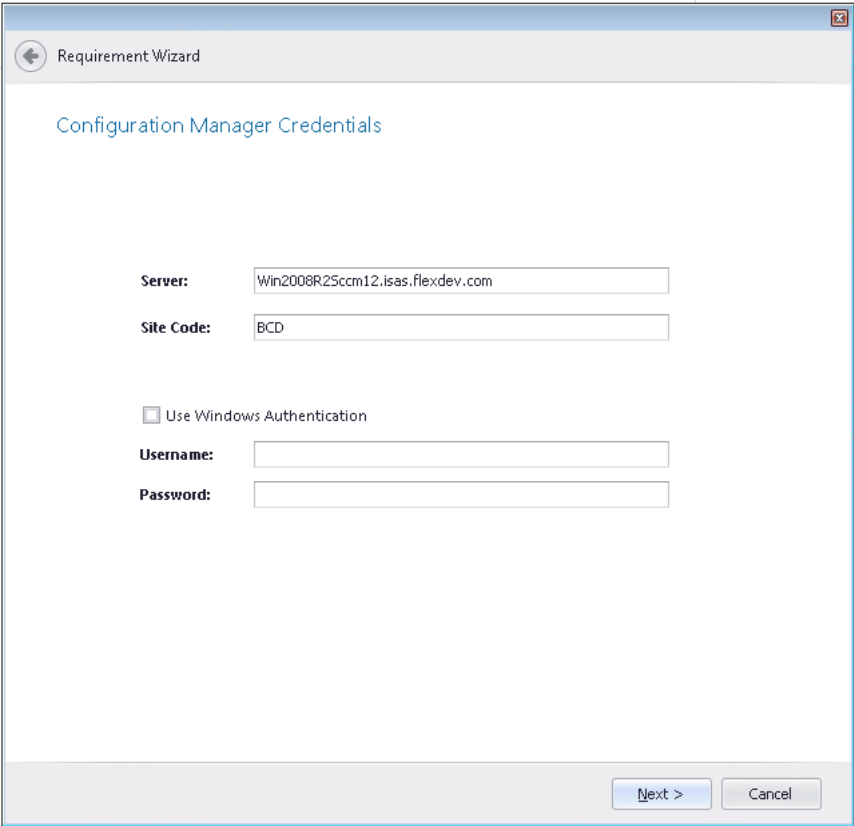 Requirement Wizard
Configuration Manager Credentials
Server: Win2008R2Sccm12.isas.flexdev.com
Site Code: BCD
Use Windows Authentication
Username:
Password:
Next > Cancel